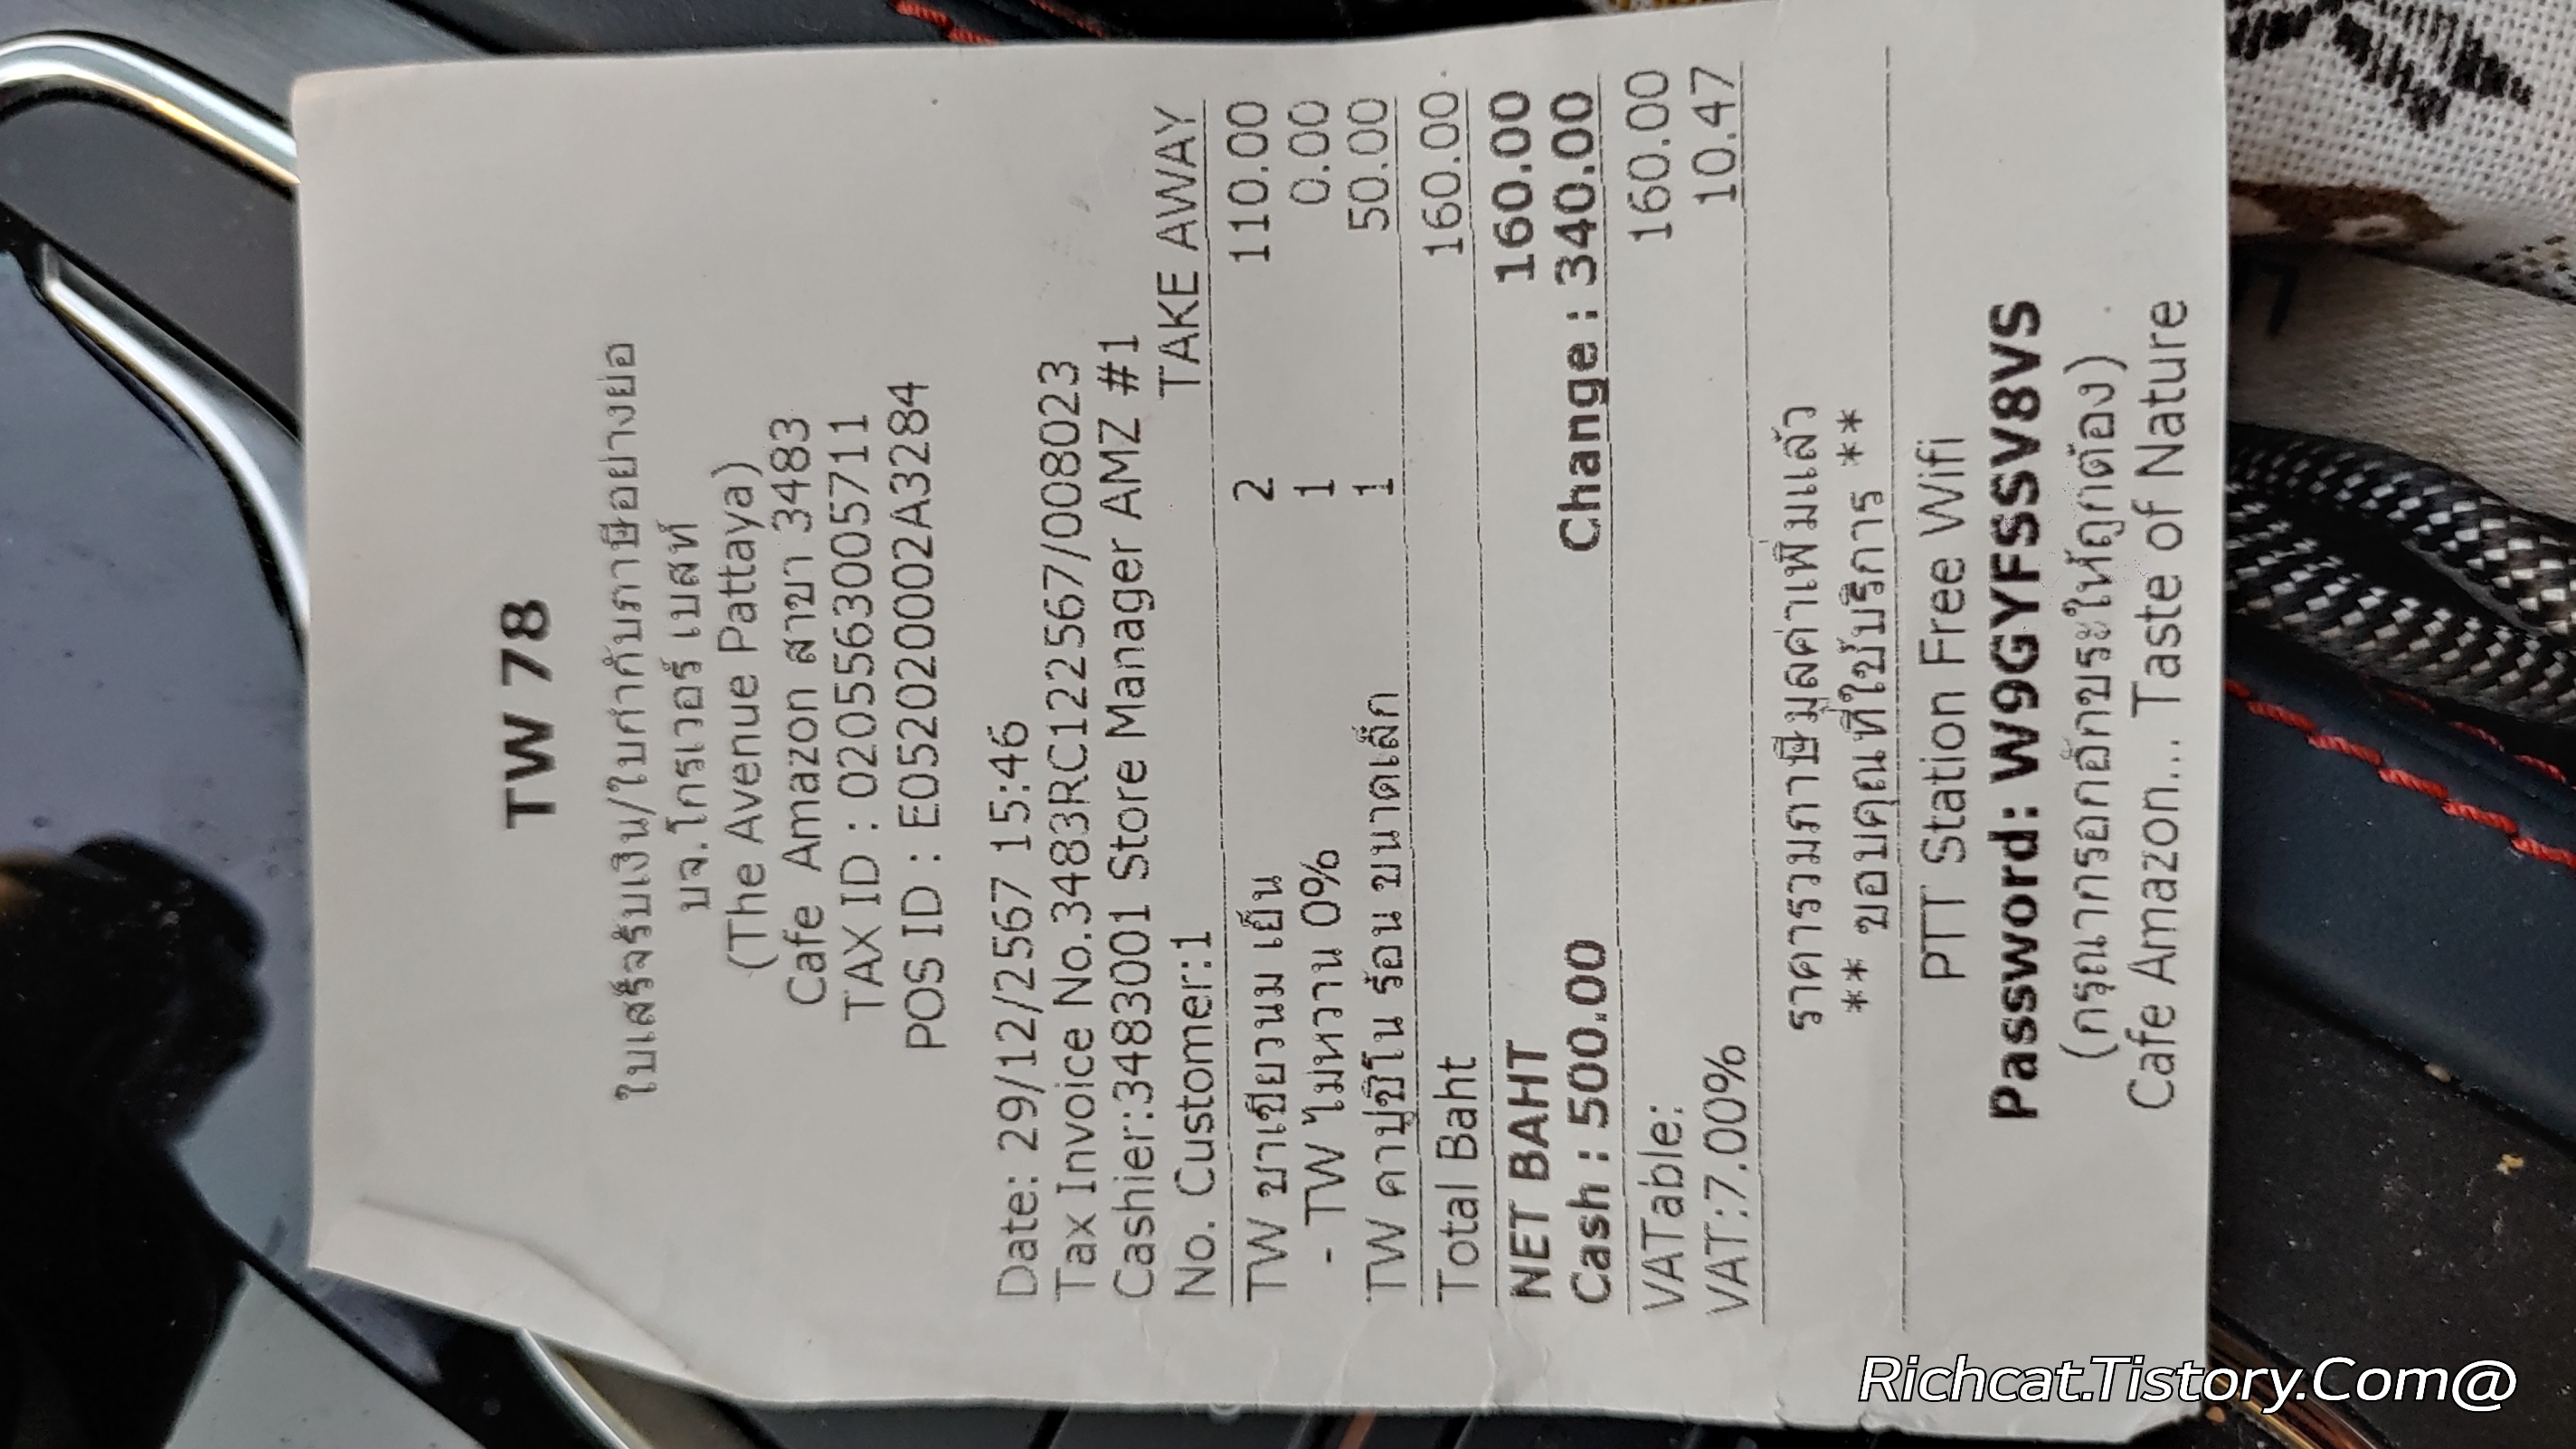 TW 78
ใบเสร็จรับเงิน/ใบกำกับภาษีอย่างย่อ
บจ.โกรเวอร์ เบสท์
(The Avenue Pattaya)
Cafe Amazon สาขา 3483
TAX ID : 0205563005711
POS ID : E052020002A3284
Date: 29/12/2567 15:46
Tax Invoice No.3483RC122567/008023
Cashier:3483001 Store Manager AMZ #1
No. Customer:1 TAKE AWAY
TW ชาเขียวนม เย็น 2 110.00
- TW ไม่หวาน 0% 1 0.00
TW คาปูชิโน ร้อน ขนาดเล็ก 1 50.00
Total Baht 160.00
NET BAHT 160.00
Cash : 500.00 Change : 340.00
VATable: 160.00
VAT:7.00% 10.47
ราคารวมภาษีมูลค่าเพิ่มแล้ว
** ขอบคุณที่ใช้บริการ **
PTT Station Free Wifi
Password: W9GYFSSV8VS
(กรุณากรอกอักขระให้ถูกต้อง)
Cafe Amazon... Taste of Nature
Richcat.Tistory.Com@